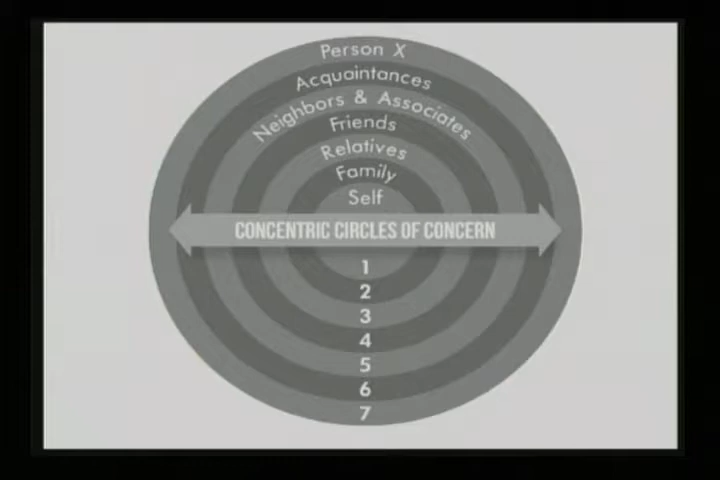 Person X
Acquaintances
Neighbors & Associates
Friends
Relatives
Family
Self
CONCENTRIC CIRCLES OF CONCERN
1
2
3
4
5
6
7